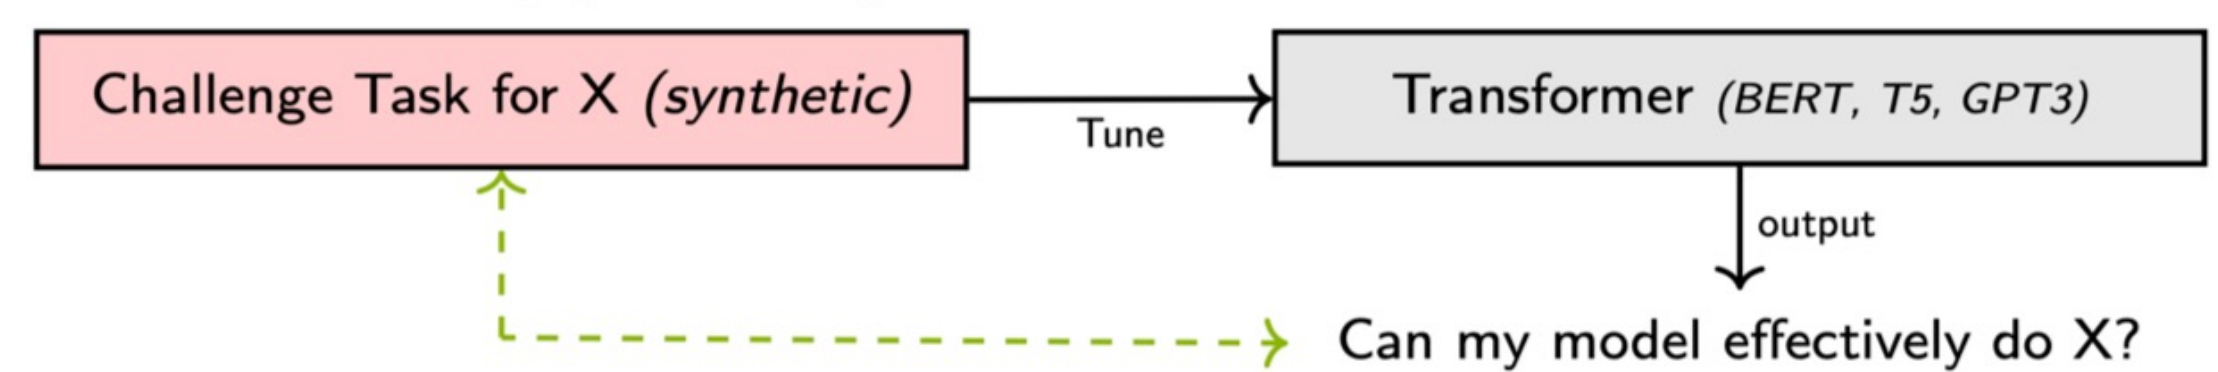 Challenge Task for X (synthetic)
Tune
Transformer (BERT, T5, GPT3)
output
Can my model effectively do X?